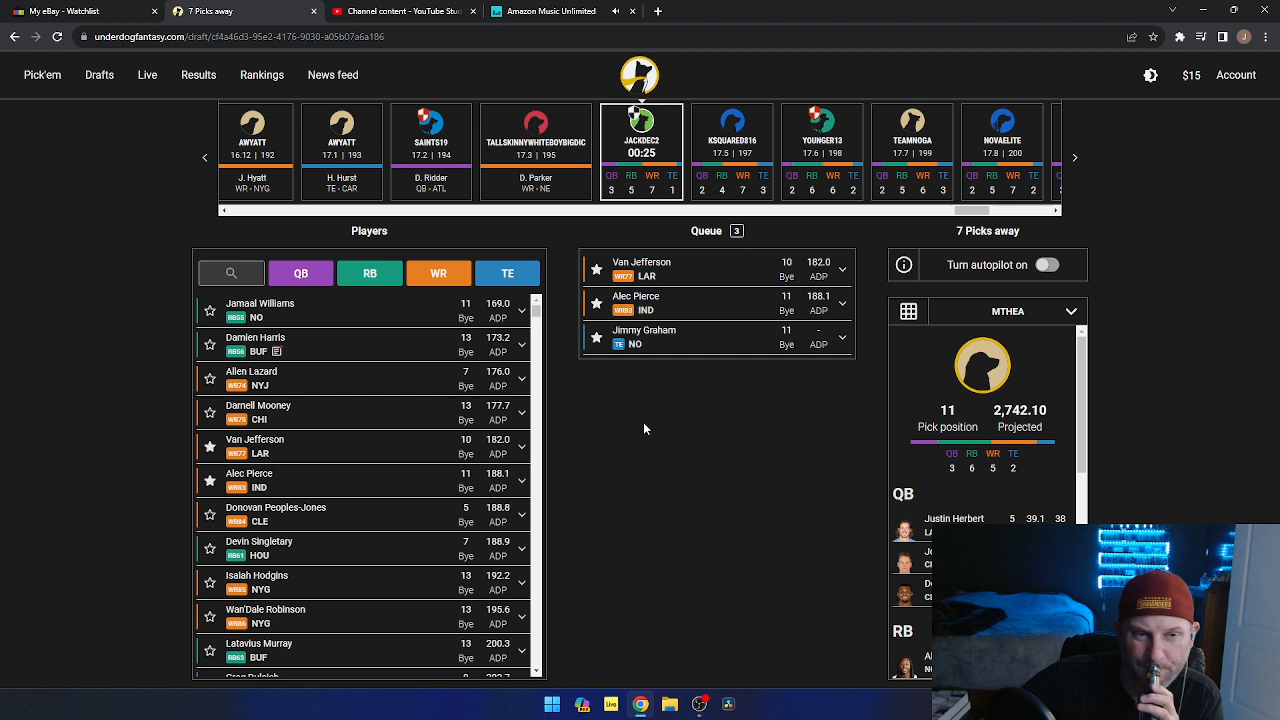 My eBay - Watchlist
7 Picks away
Channel content - YouTube Stud
Amazon Music Unlimited
underdogfantasy.com/draft/cf4a46d3-95e2-4176-9030-a05b07a6a186
J
Pick'em Drafts Live Results Rankings News feed
$15 Account
AWYATT
16.12 | 192
J. Hyatt
WR - NYG
AWYATT
17.1 | 193
H. Hurst
TE - CAR
SAINTS19
17.2 | 194
D. Ridder
QB - ATL
TALLSKINNYWHITEBOYBIGDIC
17.3 | 195
D. Parker
WR - NE
JACKDEC2
00:25
QB RB WR TE
3 5 7 1
KSQUARED816
17.5 | 197
QB RB WR TE
2 4 7 3
YOUNGER13
17.6 | 198
QB RB WR TE
2 6 6 2
TEAMNOGA
17.7 | 199
QB RB WR TE
2 5 6 3
NOVAELITE
17.8 | 200
QB RB WR TE
2 5 7 2
Players
QB RB WR TE
Jamaal Williams 11 169.0
RB55 NO Bye ADP
Damien Harris 13 173.2
RB56 BUF Bye ADP
Allen Lazard 7 176.0
WR74 NYJ Bye ADP
Darnell Mooney 13 177.7
WR75 CHI Bye ADP
Van Jefferson 10 182.0
WR77 LAR Bye ADP
Alec Pierce 11 188.1
WR83 IND Bye ADP
Donovan Peoples-Jones 5 188.8
WR84 CLE Bye ADP
Devin Singletary 7 188.9
RB61 HOU Bye ADP
Isaiah Hodgins 13 192.2
WR85 NYG Bye ADP
Wan'Dale Robinson 13 195.6
WR86 NYG Bye ADP
Latavius Murray 13 200.3
RB63 BUF Bye ADP
Queue 3
Van Jefferson 10 182.0
WR77 LAR Bye ADP
Alec Pierce 11 188.1
WR83 IND Bye ADP
Jimmy Graham 11 -
TE NO Bye ADP
7 Picks away
Turn autopilot on
MTHEA
11 2,742.10
Pick position Projected
QB RB WR TE
3 6 5 2
QB
Justin Herbert 5 39.1 38
RB
COMMANDERS
PRE
Live